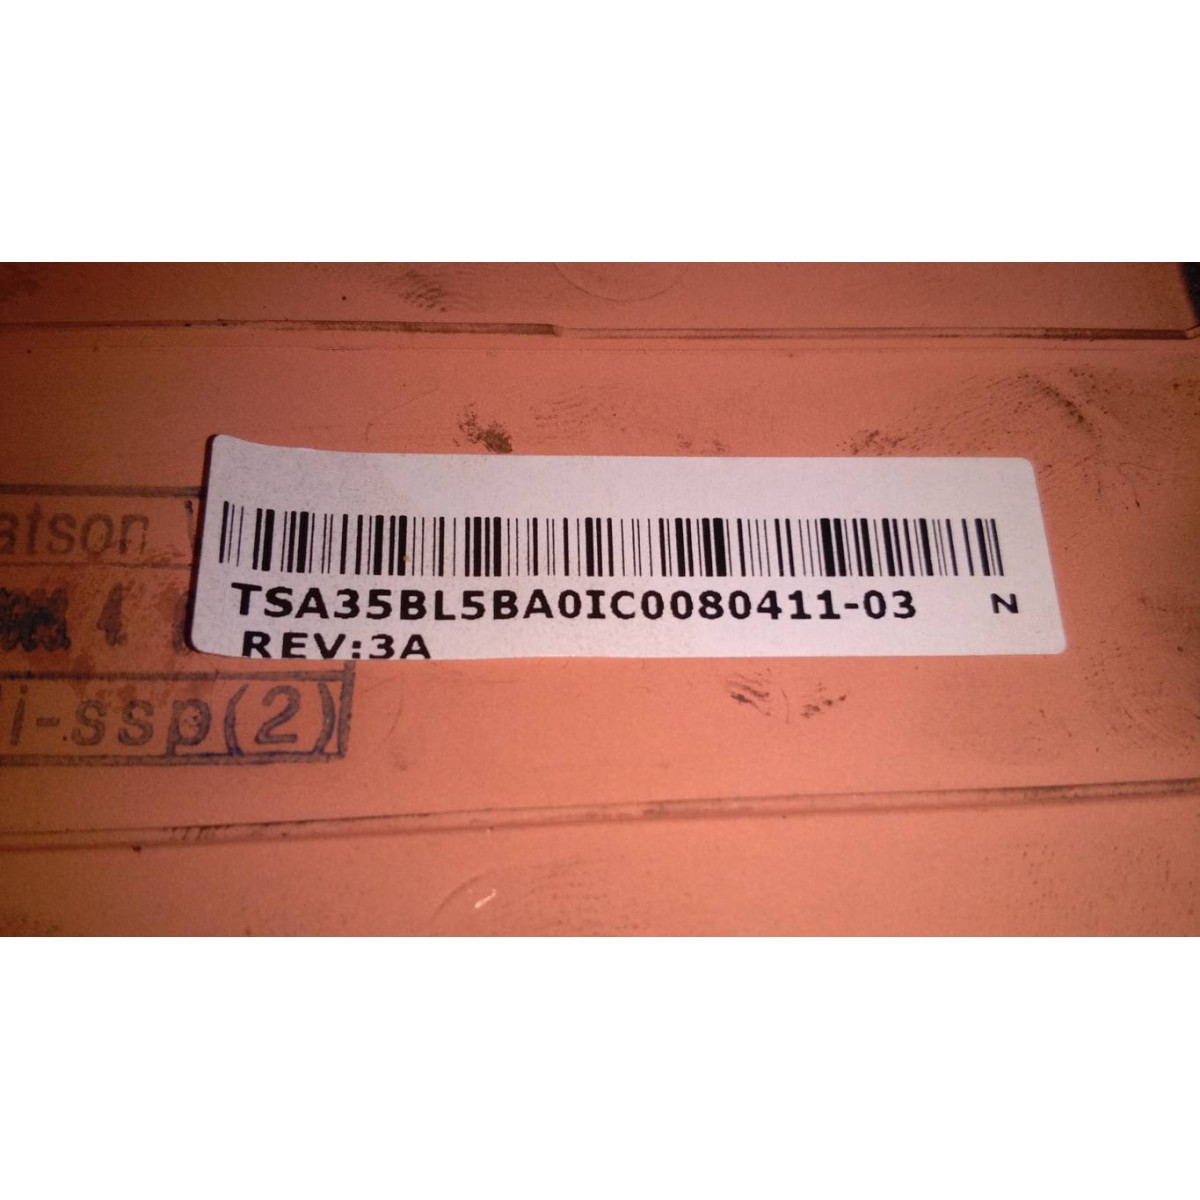 TSA35BL5BA0IC0080411-03 N
REV:3A
atson
i-ssp(2)